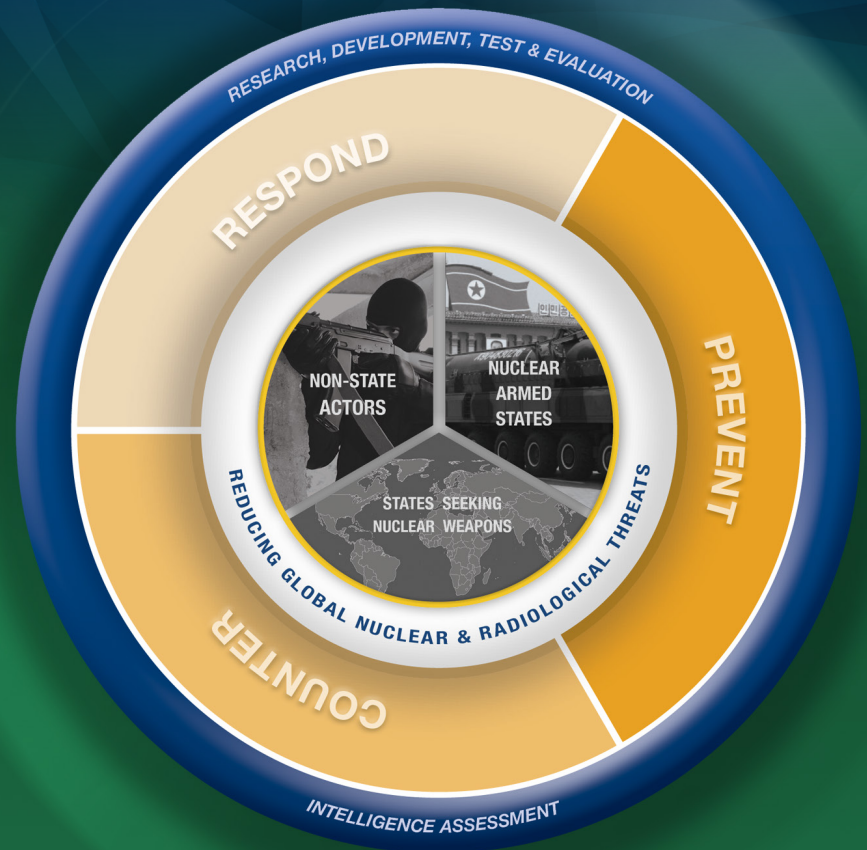 RESEARCH, DEVELOPMENT, TEST & EVALUATION
RESPOND
PREVENT
COUNTER
NON-STATE
ACTORS
NUCLEAR
ARMED
STATES
STATES SEEKING
NUCLEAR WEAPONS
REDUCING GLOBAL NUCLEAR & RADIOLOGICAL THREATS
INTELLIGENCE ASSESSMENT